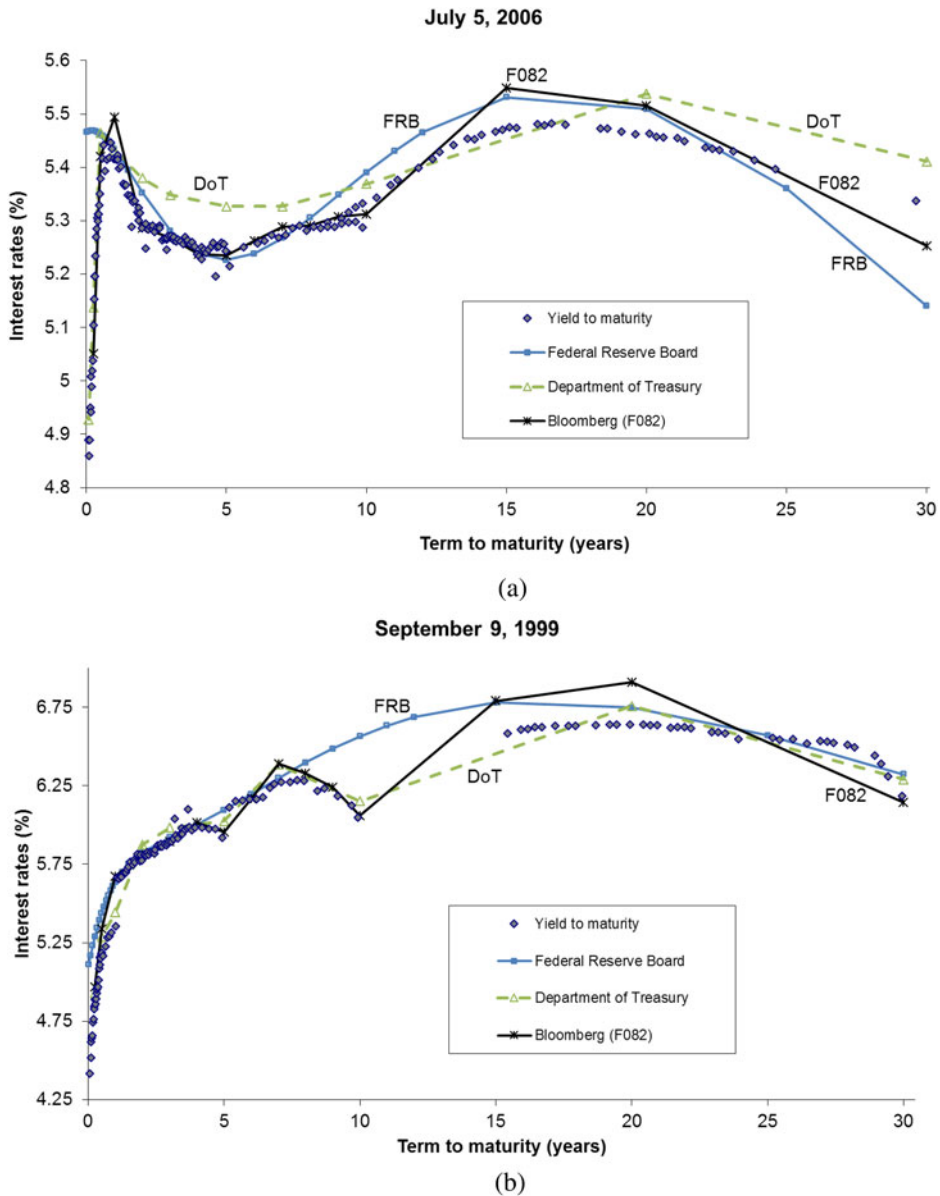 July 5, 2006
5.6
5.5
5.4
5.3
5.2
5.1
5
4.9
4.8
Interest rates (%)
F082
FRB
DoT
DoT
F082
FRB
Yield to maturity
Federal Reserve Board
Department of Treasury
Bloomberg (F082)
0 5 10 15 20 25 30
Term to maturity (years)
(a)
September 9, 1999
6.75
6.25
5.75
5.25
4.75
4.25
Interest rates (%)
FRB
DoT
F082
Yield to maturity
Federal Reserve Board
Department of Treasury
Bloomberg (F082)
0 5 10 15 20 25 30
Term to maturity (years)
(b)